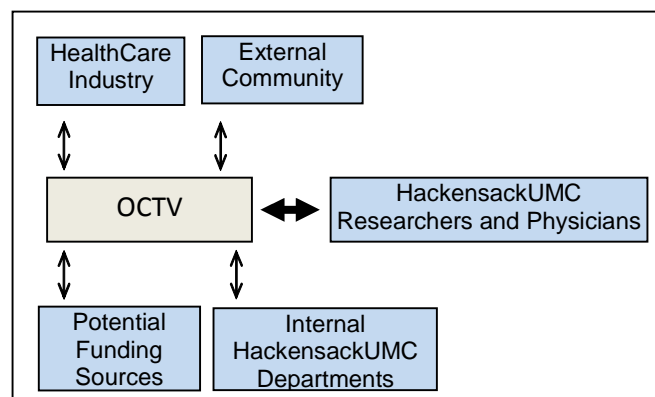 HealthCare
Industry
External
Community
OCTV
HackensackUMC
Researchers and Physicians
Potential
Funding
Sources
Internal
HackensackUMC
Departments